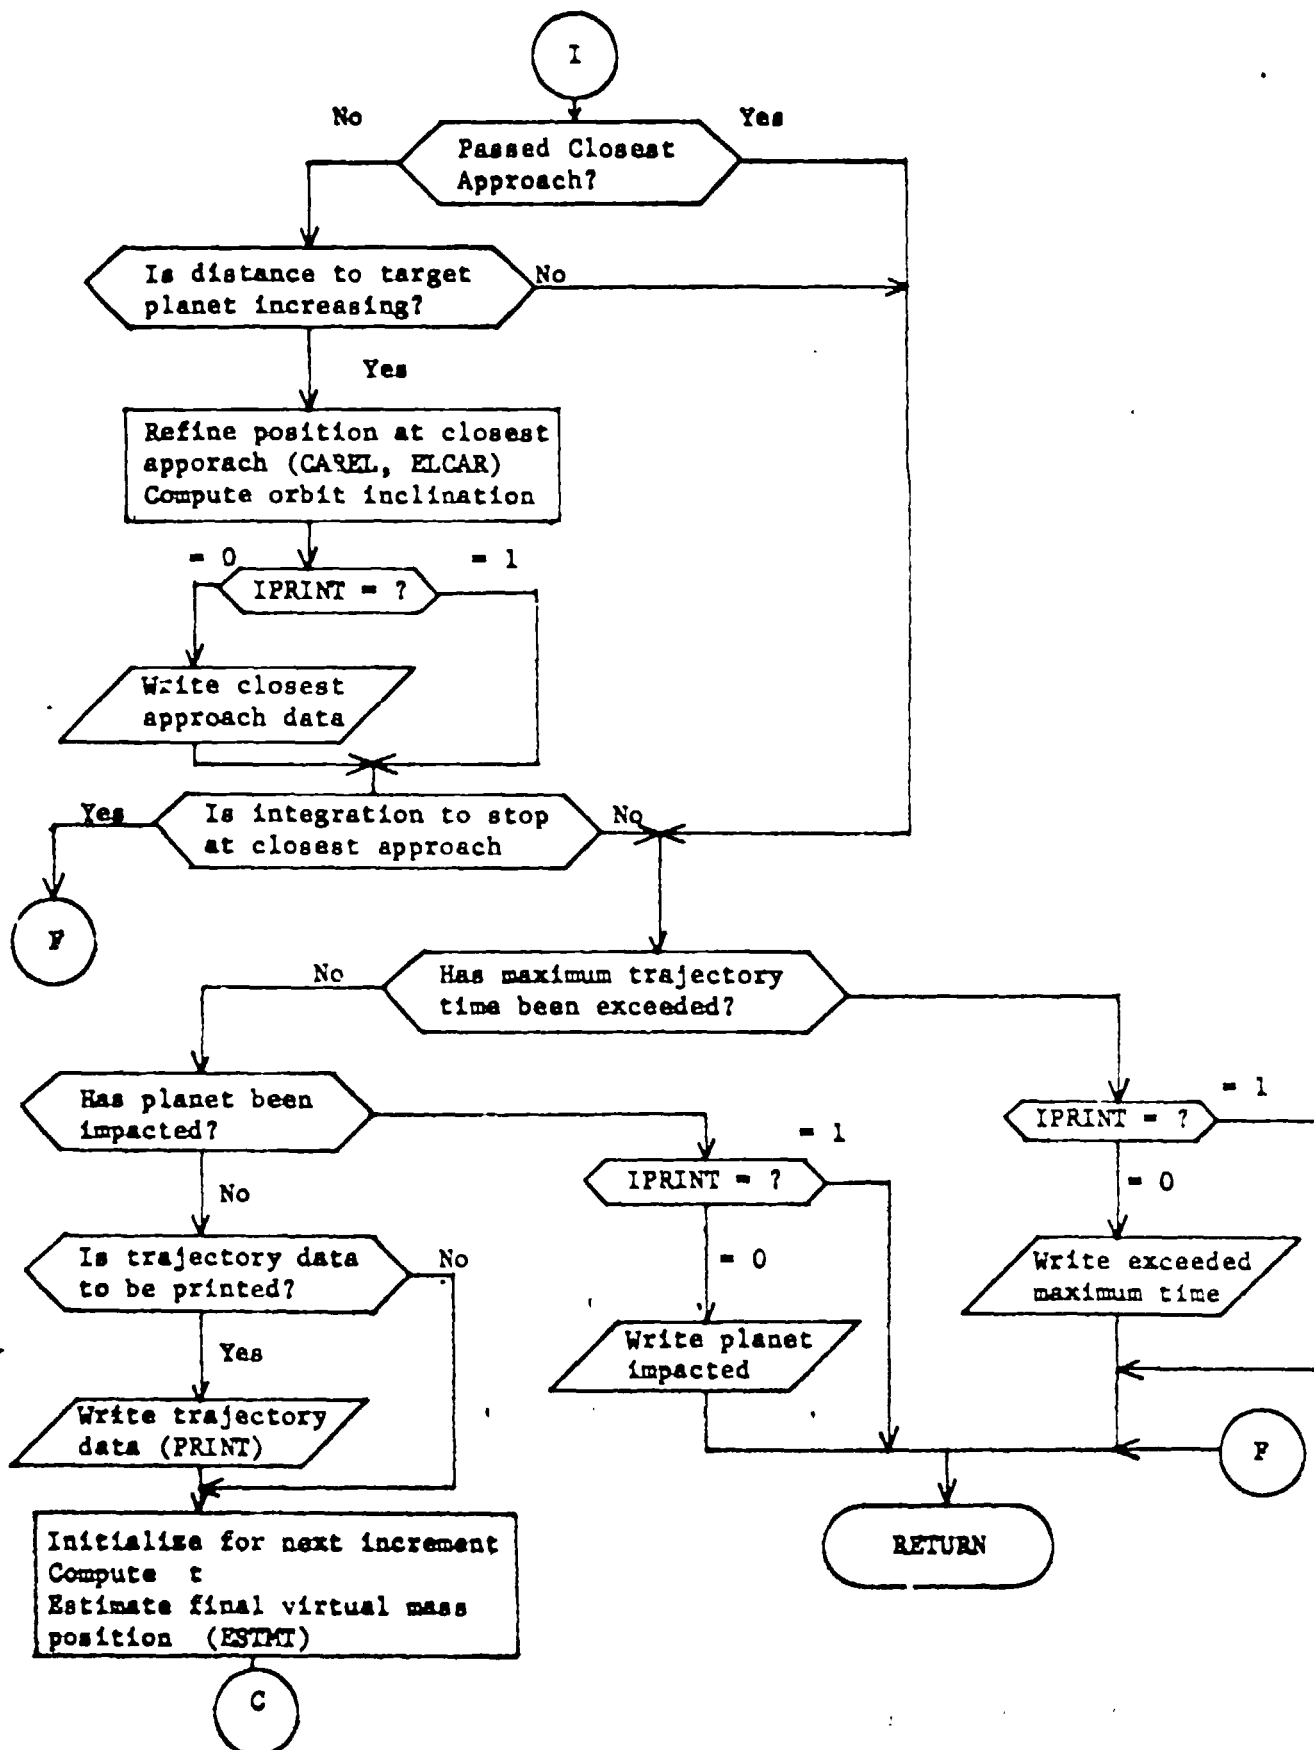 I
No
Yes
Passed Closest
Approach?
Is distance to target
planet increasing?
No
Yes
Refine position at closest
apporach (CAREL, ELCAR)
Compute orbit inclination
= 0
= 1
IPRINT = ?
Write closest
approach data
Yes
Is integration to stop
at closest approach
No
F
No
Has maximum trajectory
time been exceeded?
Has planet been
impacted?
= 1
IPRINT = ?
= 1
IPRINT = ?
No
= 0
Is trajectory data
to be printed?
No
= 0
Write exceeded
maximum time
Yes
Write planet
impacted
Write trajectory
data (PRINT)
F
Initialize for next increment
Compute t
Estimate final virtual mass
position (ESTMT)
RETURN
C